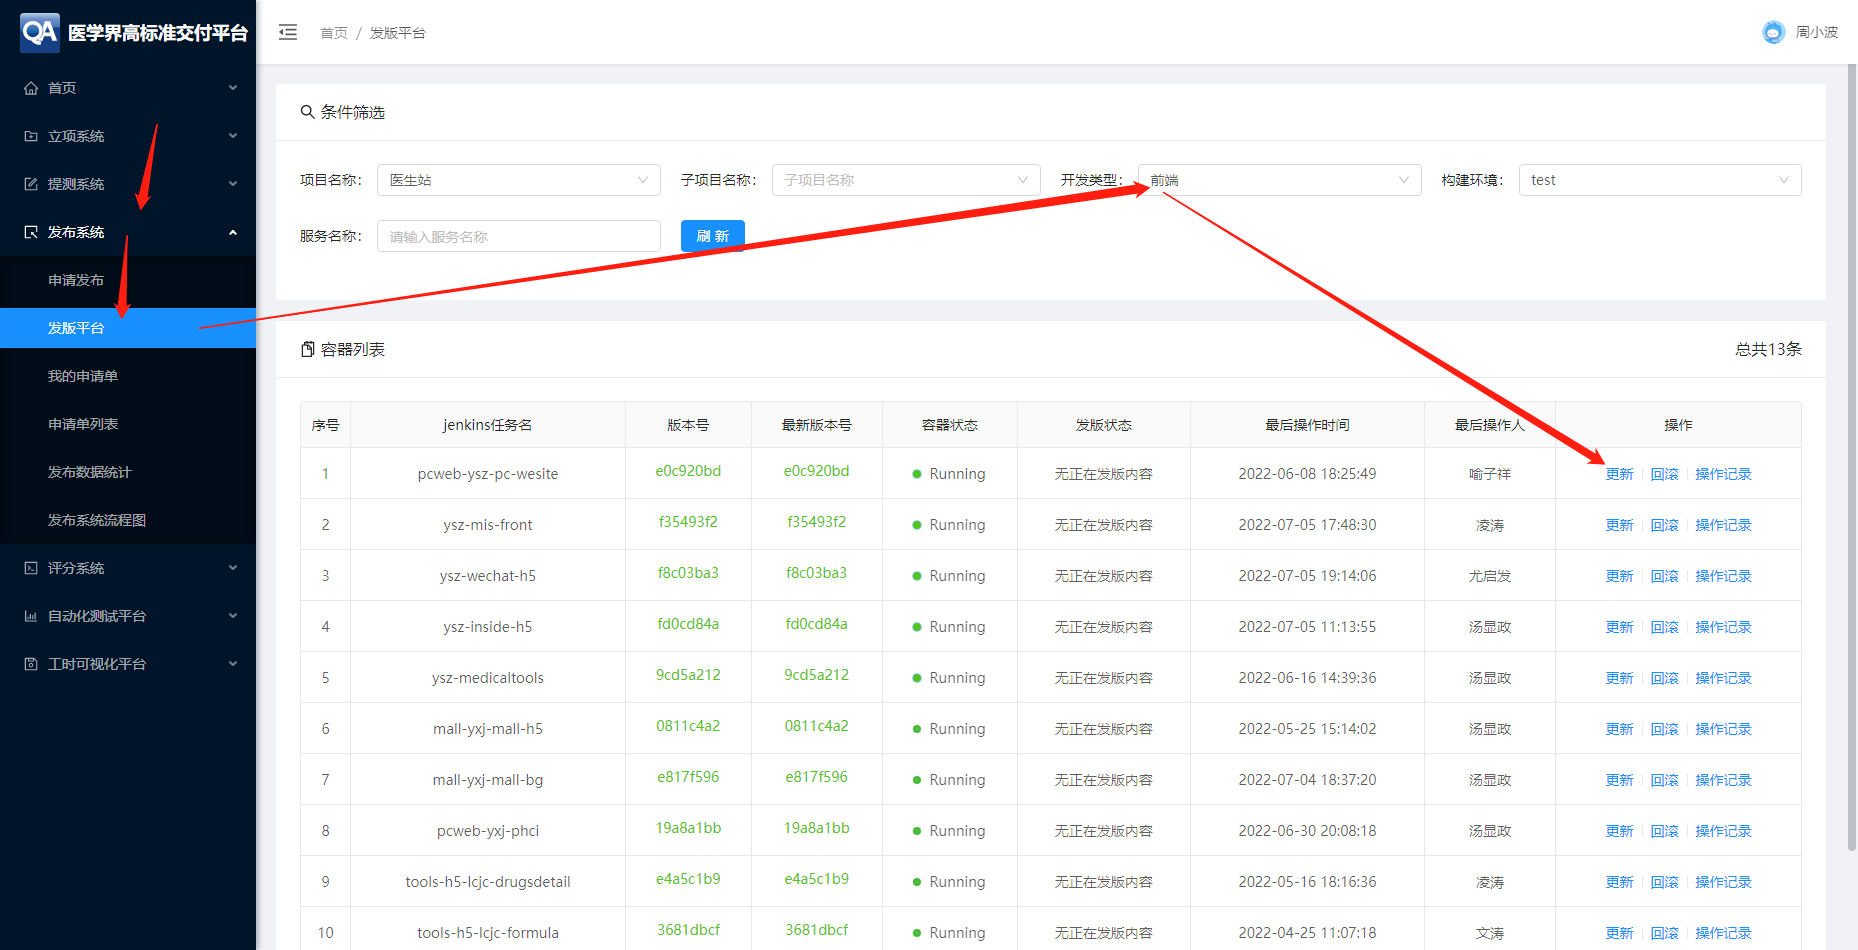 QA 医学界高标准交付平台
首页 / 发版平台
周小波
首页
立项系统
提测系统
发布系统
申请发布
发版平台
我的申请单
申请单列表
发布数据统计
发布系统流程图
评分系统
自动化测试平台
工时可视化平台
条件筛选
项目名称： 医生站 子项目名称： 子项目名称 开发类型： 前端 构建环境： test
服务名称： 请输入服务名称 刷 新
容器列表 总共13条
序号 jenkins任务名 版本号 最新版本号 容器状态 发版状态 最后操作时间 最后操作人 操作
1 pcweb-ysz-pc-wesite e0c920bd e0c920bd Running 无正在发版内容 2022-06-08 18:25:49 喻子祥 更新 回滚 操作记录
2 ysz-mis-front f35493f2 f35493f2 Running 无正在发版内容 2022-07-05 17:48:30 凌涛 更新 回滚 操作记录
3 ysz-wechat-h5 f8c03ba3 f8c03ba3 Running 无正在发版内容 2022-07-05 19:14:06 尤启发 更新 回滚 操作记录
4 ysz-inside-h5 fd0cd84a fd0cd84a Running 无正在发版内容 2022-07-05 11:13:55 汤显政 更新 回滚 操作记录
5 ysz-medicaltools 9cd5a212 9cd5a212 Running 无正在发版内容 2022-06-16 14:39:36 汤显政 更新 回滚 操作记录
6 mall-yxj-mall-h5 0811c4a2 0811c4a2 Running 无正在发版内容 2022-05-25 15:14:02 汤显政 更新 回滚 操作记录
7 mall-yxj-mall-bg e817f596 e817f596 Running 无正在发版内容 2022-07-04 18:37:20 汤显政 更新 回滚 操作记录
8 pcweb-yxj-phci 19a8a1bb 19a8a1bb Running 无正在发版内容 2022-06-30 20:08:18 汤显政 更新 回滚 操作记录
9 tools-h5-lcjc-drugsdetail e4a5c1b9 e4a5c1b9 Running 无正在发版内容 2022-05-16 18:16:36 凌涛 更新 回滚 操作记录
10 tools-h5-lcjc-formula 3681dbcf 3681dbcf Running 无正在发版内容 2022-04-25 11:07:18 文涛 更新 回滚 操作记录